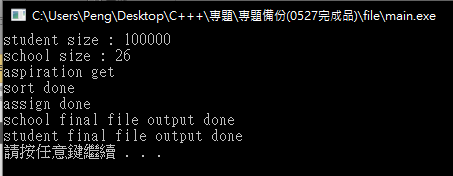 C:\Users\Peng\Desktop\C+++\專題\專題備份(0527完成品)\file\main.exe
student size : 100000
school size : 26
aspiration get
sort done
assign done
school final file output done
student final file output done
請按任意鍵繼續 . . .